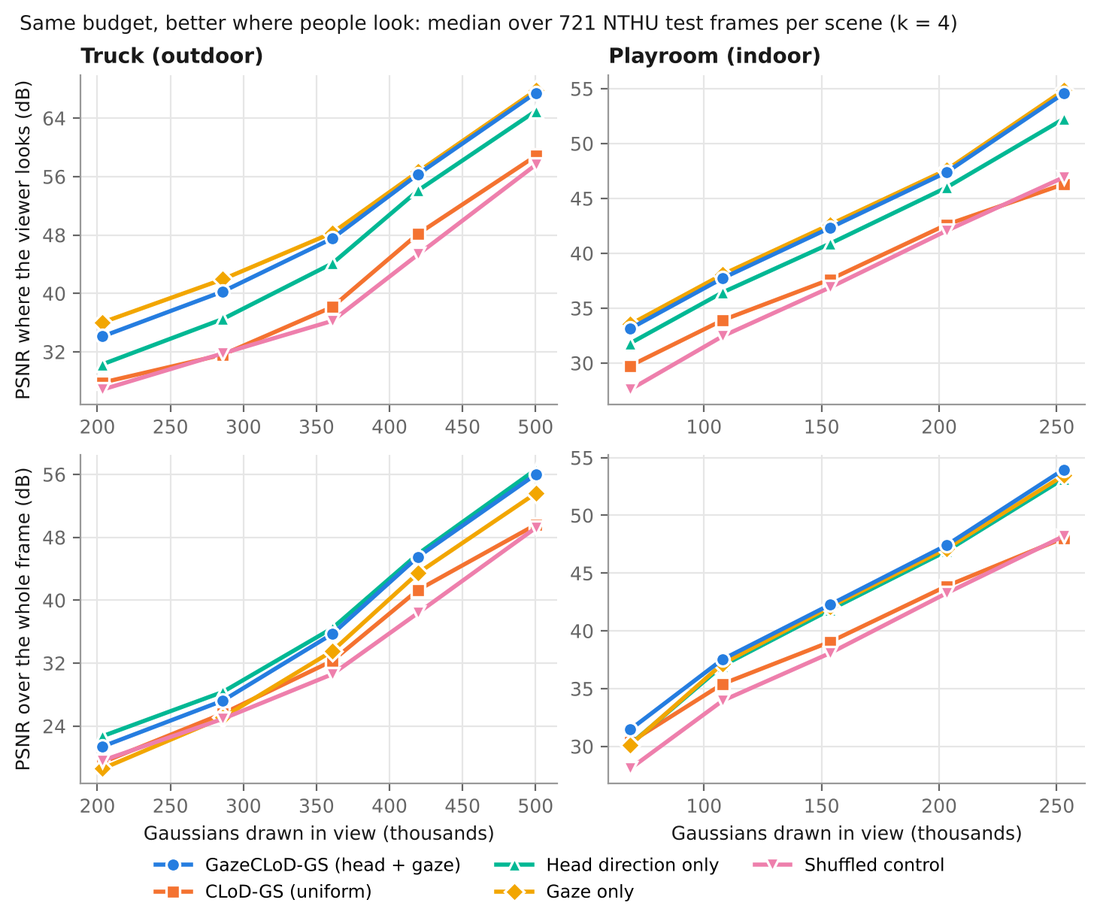 Same budget, better where people look: median over 721 NTHU test frames per scene (k = 4)
Truck (outdoor)
PSNR where the viewer looks (dB)
64
56
48
40
32
200 250 300 350 400 450 500
Playroom (indoor)
55
50
45
40
35
30
100 150 200 250
PSNR over the whole frame (dB)
56
48
40
32
24
200 250 300 350 400 450 500
Gaussians drawn in view (thousands)
55
50
45
40
35
30
100 150 200 250
Gaussians drawn in view (thousands)
GazeCLoD-GS (head + gaze) Head direction only Shuffled control
CLoD-GS (uniform) Gaze only